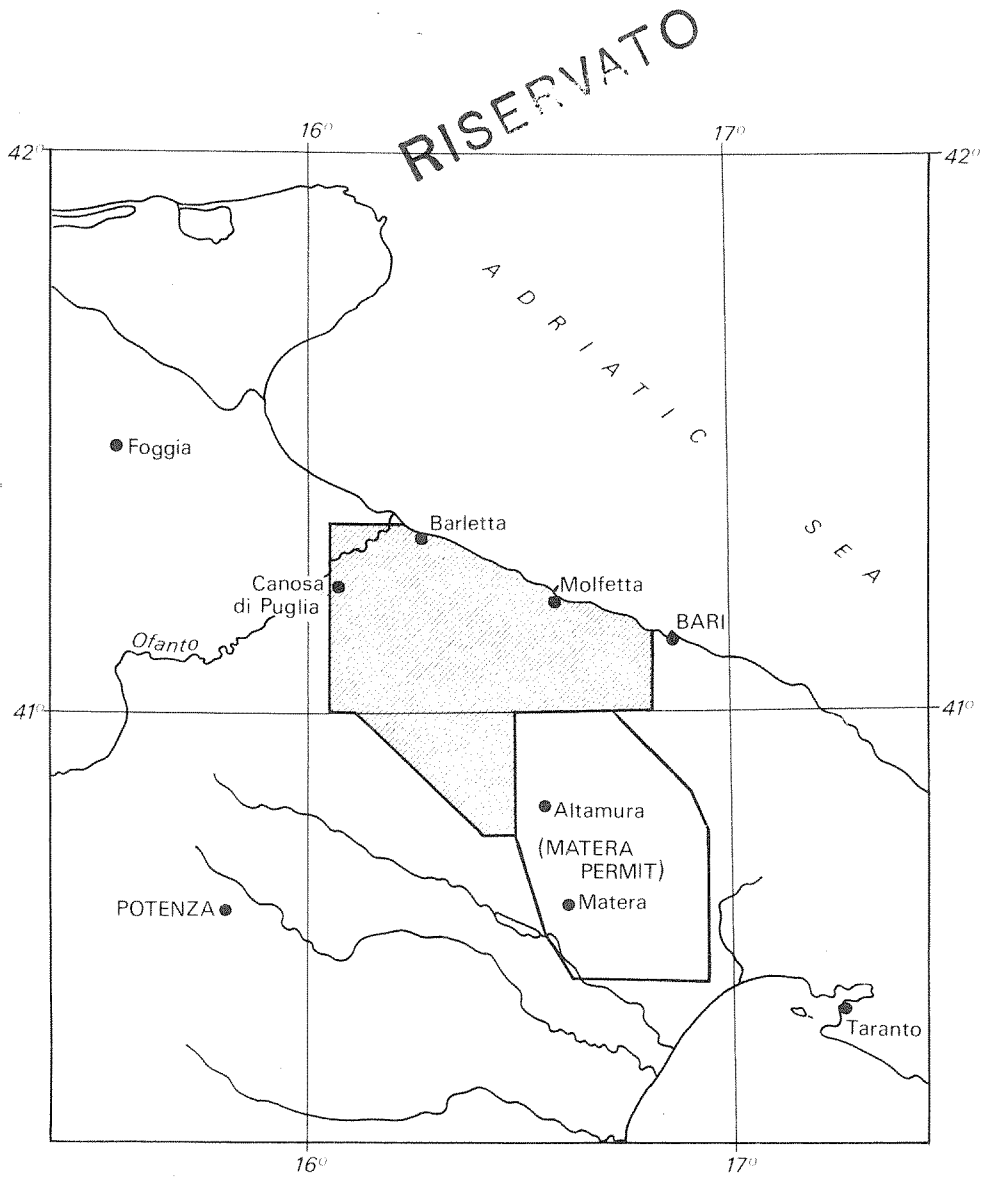 RISERVATO
16° 17°
42° 42°
ADRIATIC
SEA
Foggia
Barletta
Canosa
di Puglia
Molfetta
BARI
Ofanto
41° 41°
Altamura
(MATERA
PERMIT)
Matera
POTENZA
Taranto
16° 17°